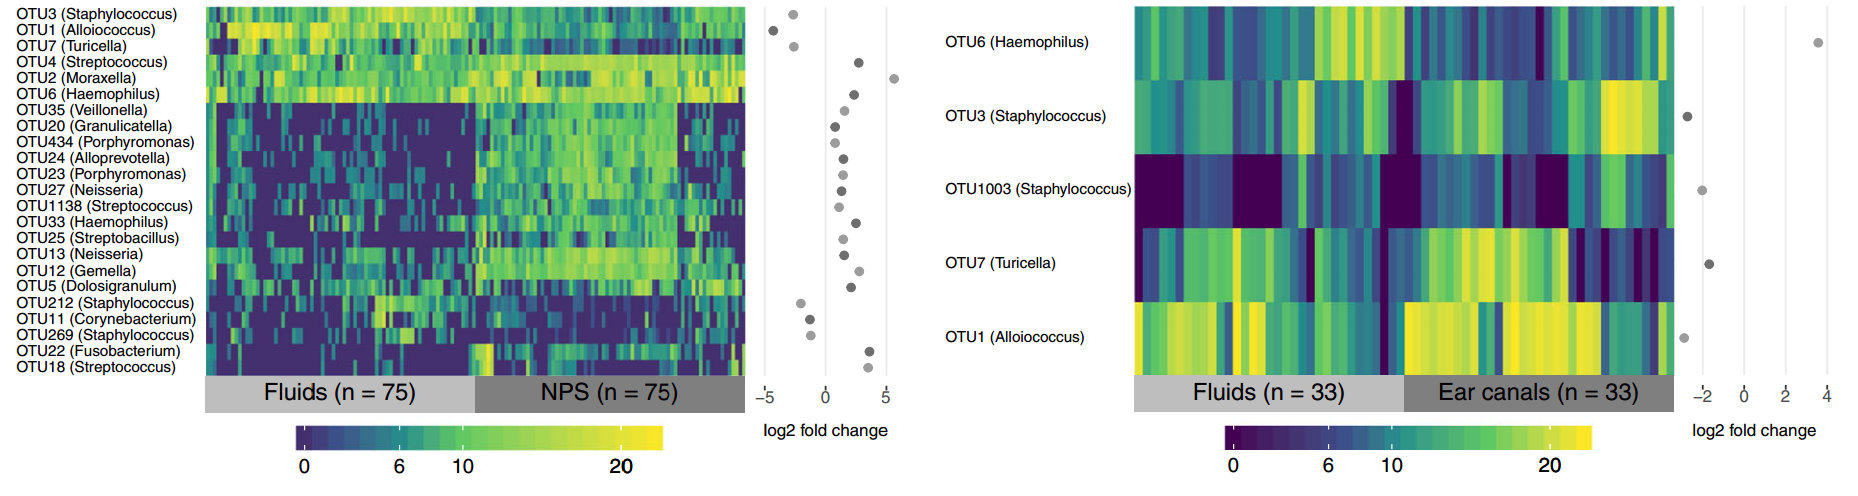 OTU3 (Staphylococcus)
OTU1 (Alloiococcus)
OTU7 (Turicella)
OTU4 (Streptococcus)
OTU2 (Moraxella)
OTU6 (Haemophilus)
OTU35 (Veillonella)
OTU20 (Granulicatella)
OTU434 (Porphyromonas)
OTU24 (Alloprevotella)
OTU23 (Porphyromonas)
OTU27 (Neisseria)
OTU1138 (Streptococcus)
OTU33 (Haemophilus)
OTU25 (Streptobacillus)
OTU13 (Neisseria)
OTU12 (Gemella)
OTU5 (Dolosigranulum)
OTU212 (Staphylococcus)
OTU11 (Corynebacterium)
OTU269 (Staphylococcus)
OTU22 (Fusobacterium)
OTU18 (Streptococcus)
Fluids (n = 75) NPS (n = 75)
−5 0 5
log2 fold change
0 6 10 20
OTU6 (Haemophilus)
OTU3 (Staphylococcus)
OTU1003 (Staphylococcus)
OTU7 (Turicella)
OTU1 (Alloiococcus)
Fluids (n = 33) Ear canals (n = 33)
−2 0 2 4
log2 fold change
0 6 10 20